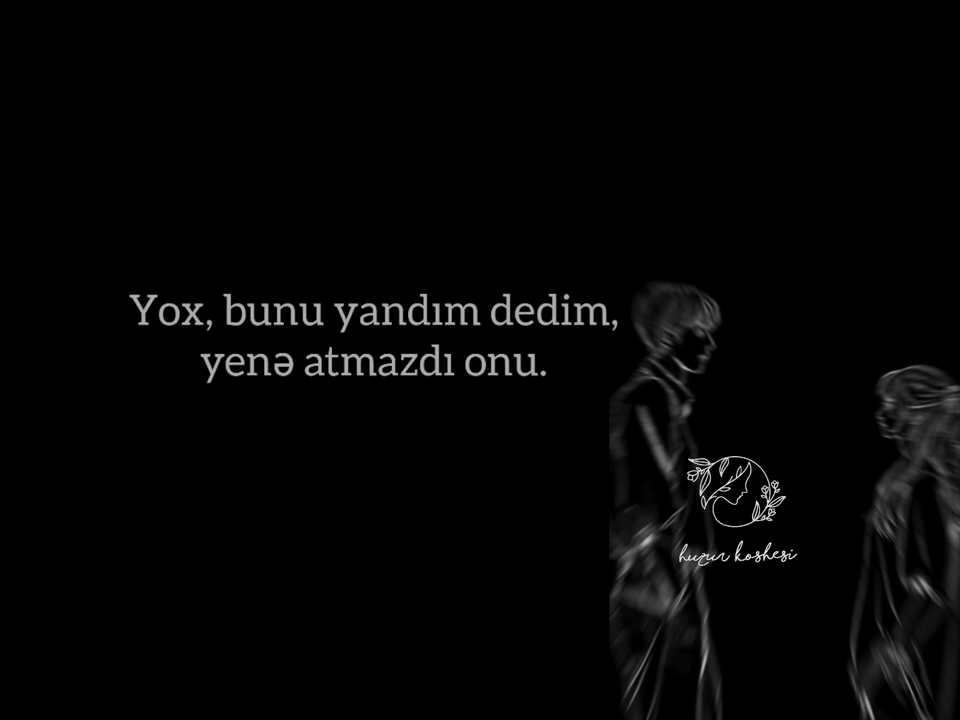 Yox, bunu yandım dedim,
yenə atmazdı onu.
huzur koshesi